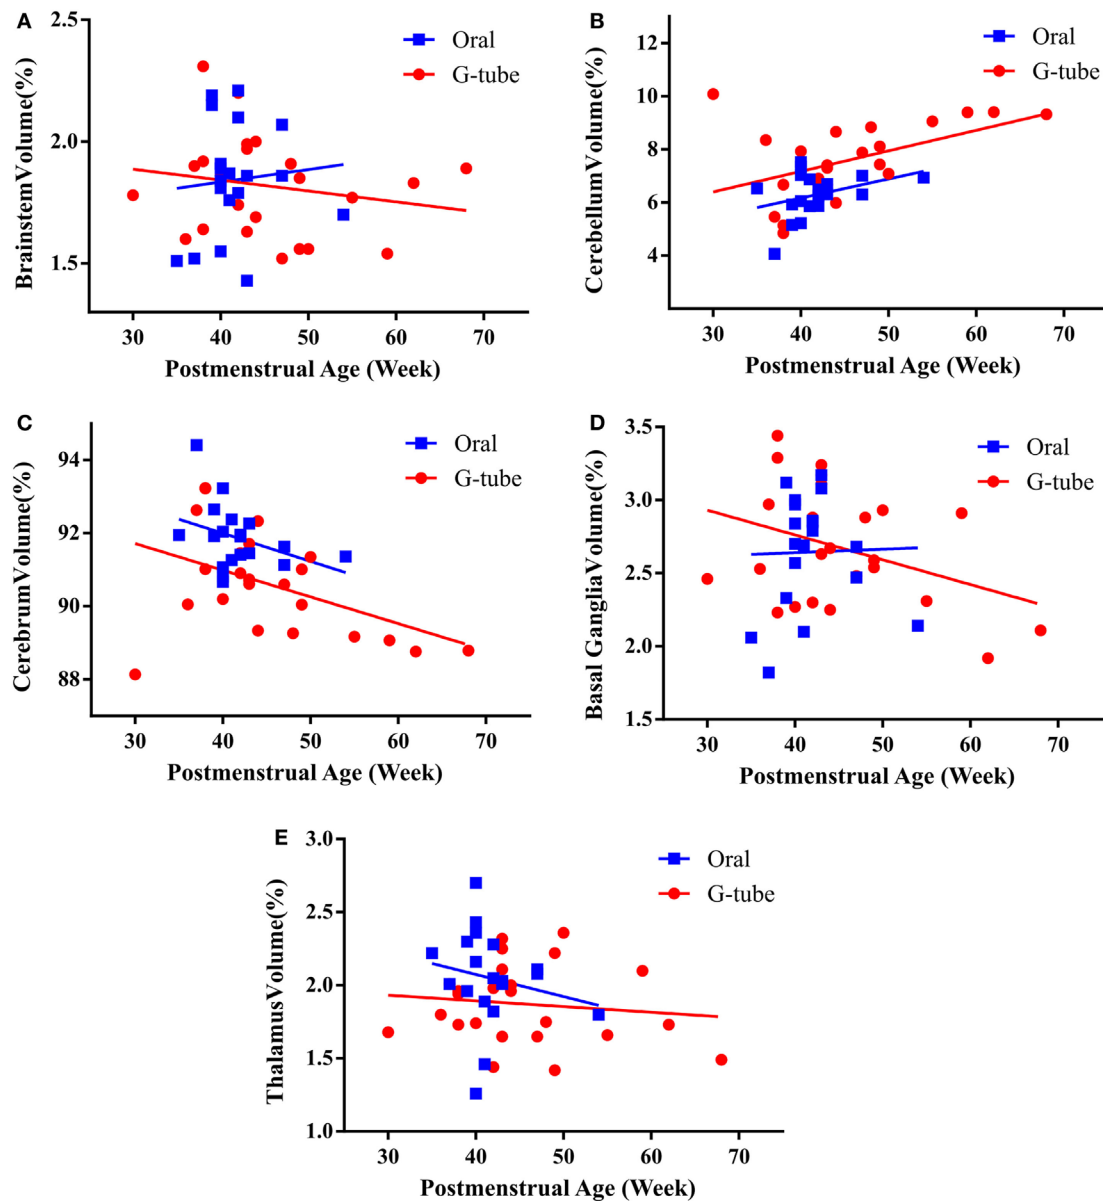 A
2.5
Oral
G-tube
2.0
1.5
BrainstemVolume(%)
30 40 50 60 70
Postmenstrual Age (Week)
B
12
Oral
G-tube
10
8
6
4
CerebellumVolume(%)
30 40 50 60 70
Postmenstrual Age (Week)
C
94
Oral
G-tube
92
90
88
CerebrumVolume(%)
30 40 50 60 70
Postmenstrual Age (Week)
D
3.5
Oral
G-tube
3.0
2.5
2.0
1.5
Basal GangliaVolume(%)
30 40 50 60 70
Postmenstrual Age (Week)
E
3.0
Oral
G-tube
2.5
2.0
1.5
1.0
ThalamusVolume(%)
30 40 50 60 70
Postmenstrual Age (Week)